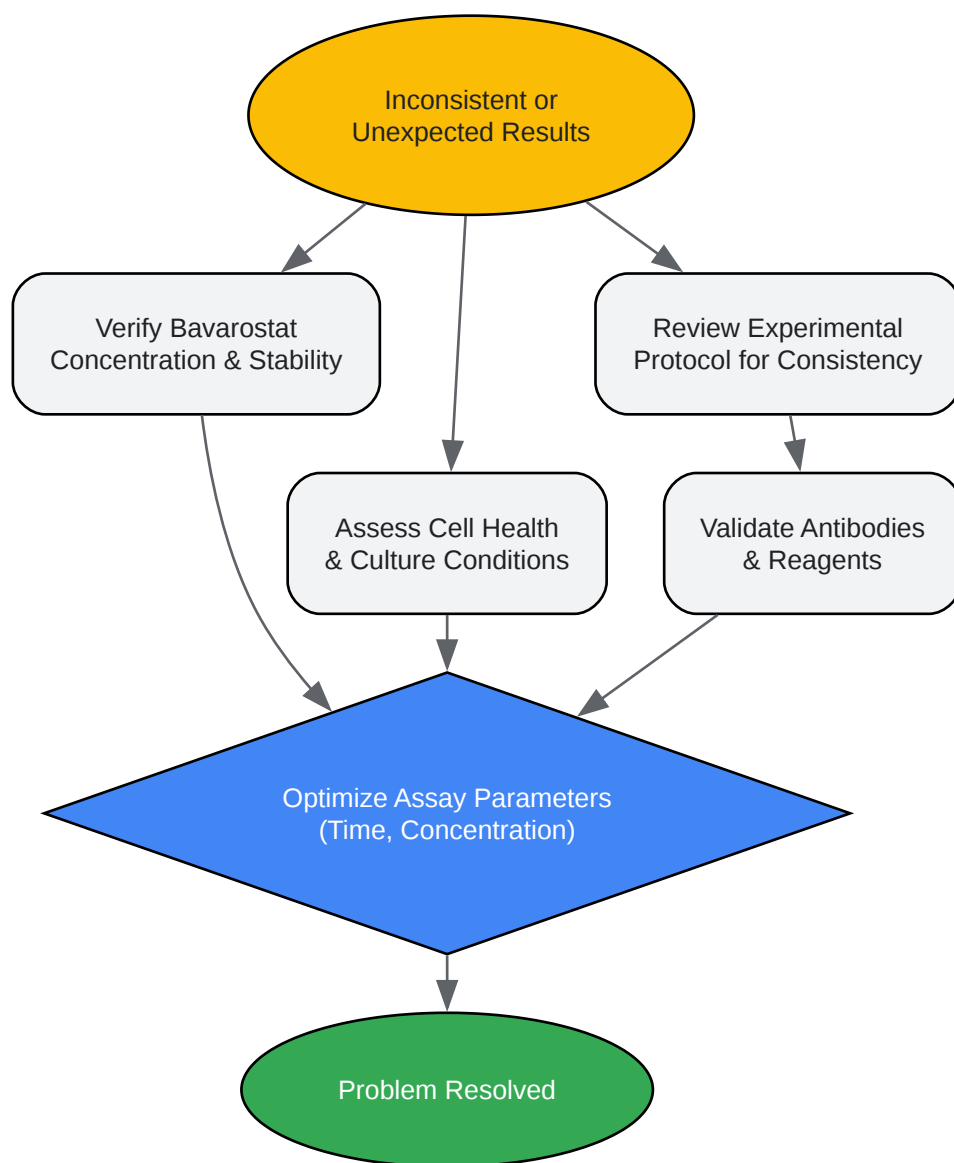 Inconsistent or
Unexpected Results
Verify Bavarostat
Concentration & Stability
Review Experimental
Protocol for Consistency
Assess Cell Health
& Culture Conditions
Validate Antibodies
& Reagents
Optimize Assay Parameters
(Time, Concentration)
Problem Resolved